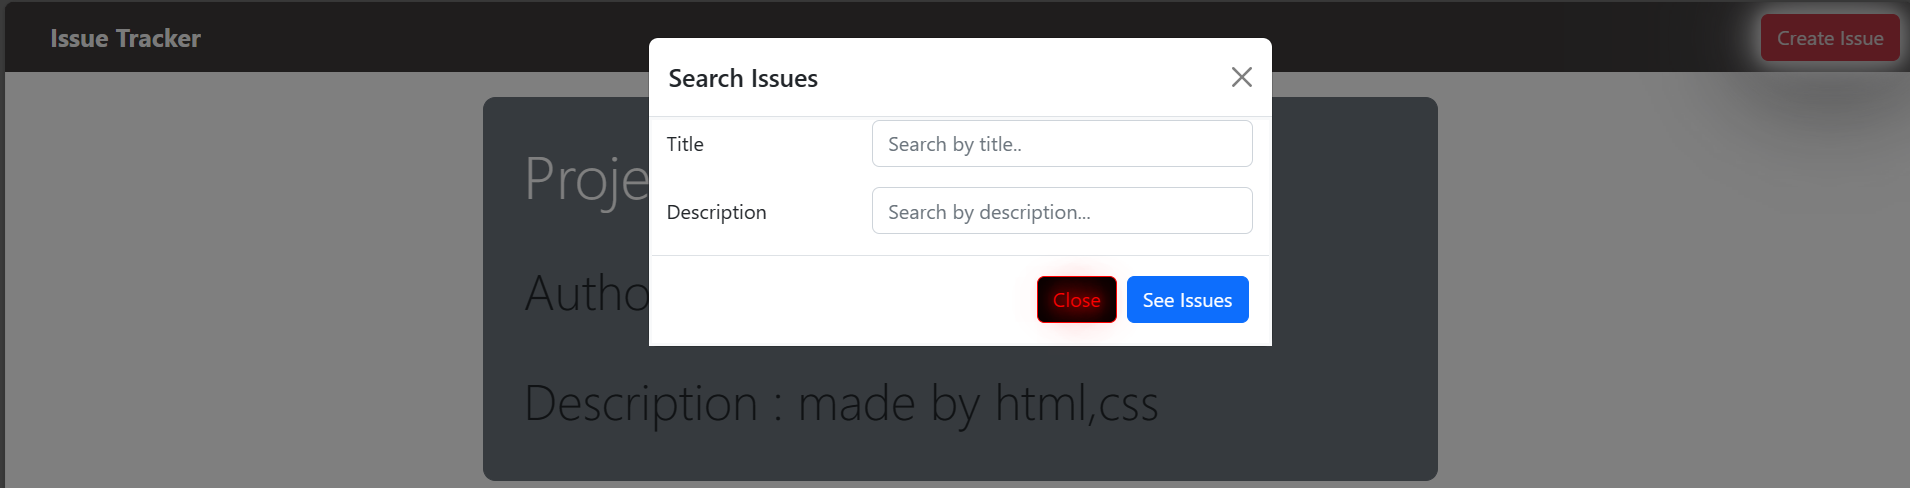 Issue Tracker
Create Issue
Search Issues
Title
Search by title..
Description
Search by description...
Close
See Issues
Proje
Autho
Description : made by html,css